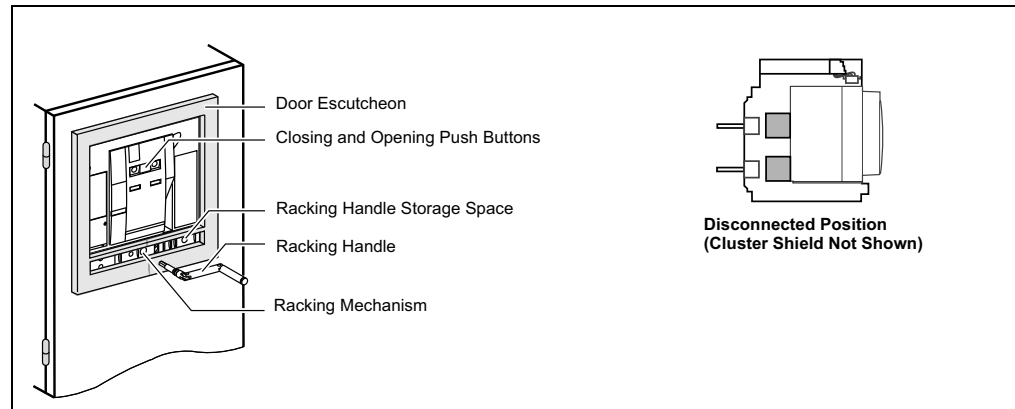 Door Escutcheon
Closing and Opening Push Buttons
Racking Handle Storage Space
Racking Handle
Racking Mechanism
Disconnected Position
(Cluster Shield Not Shown)